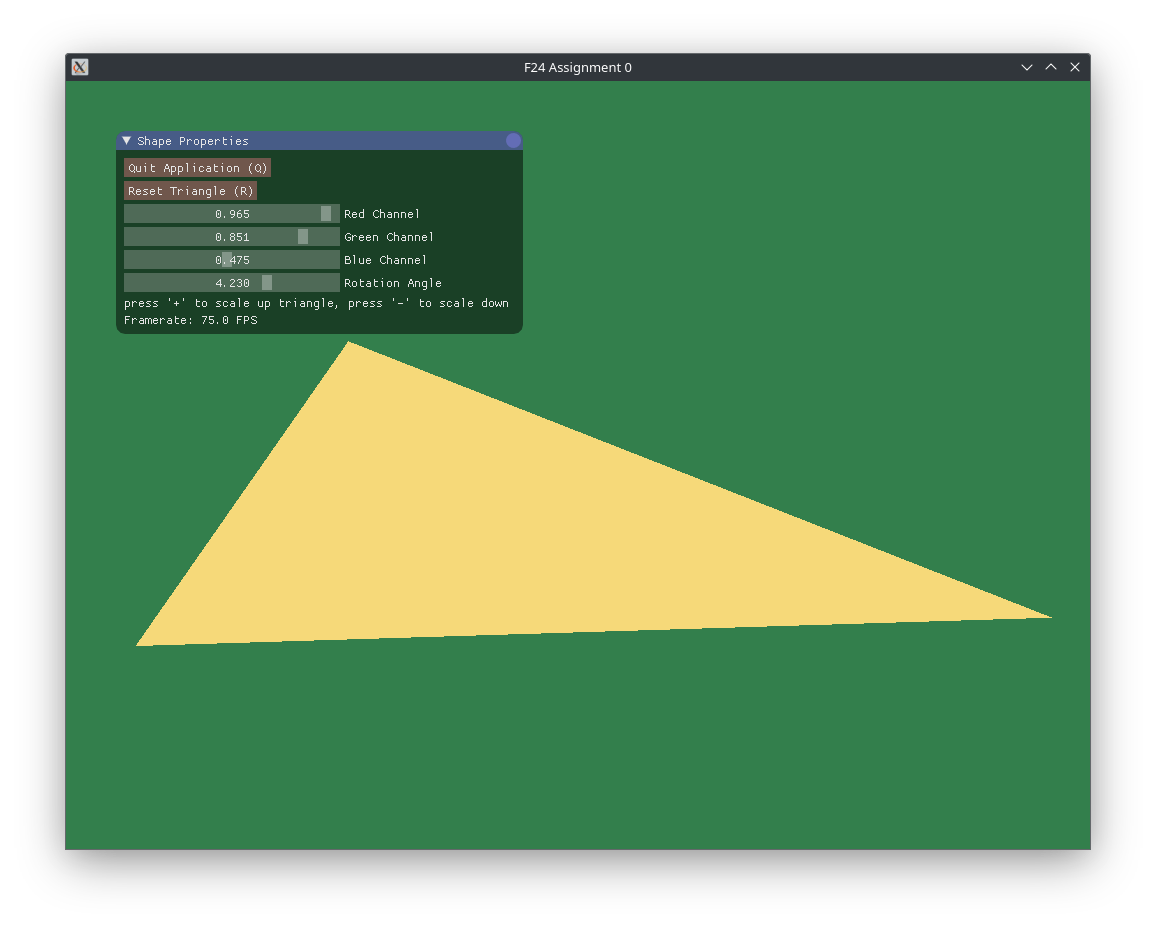 F24 Assignment 0
Shape Properties
Quit Application (Q)
Reset Triangle (R)
0.965 Red Channel
0.851 Green Channel
0.475 Blue Channel
4.230 Rotation Angle
press '+' to scale up triangle, press '-' to scale down
Framerate: 75.0 FPS